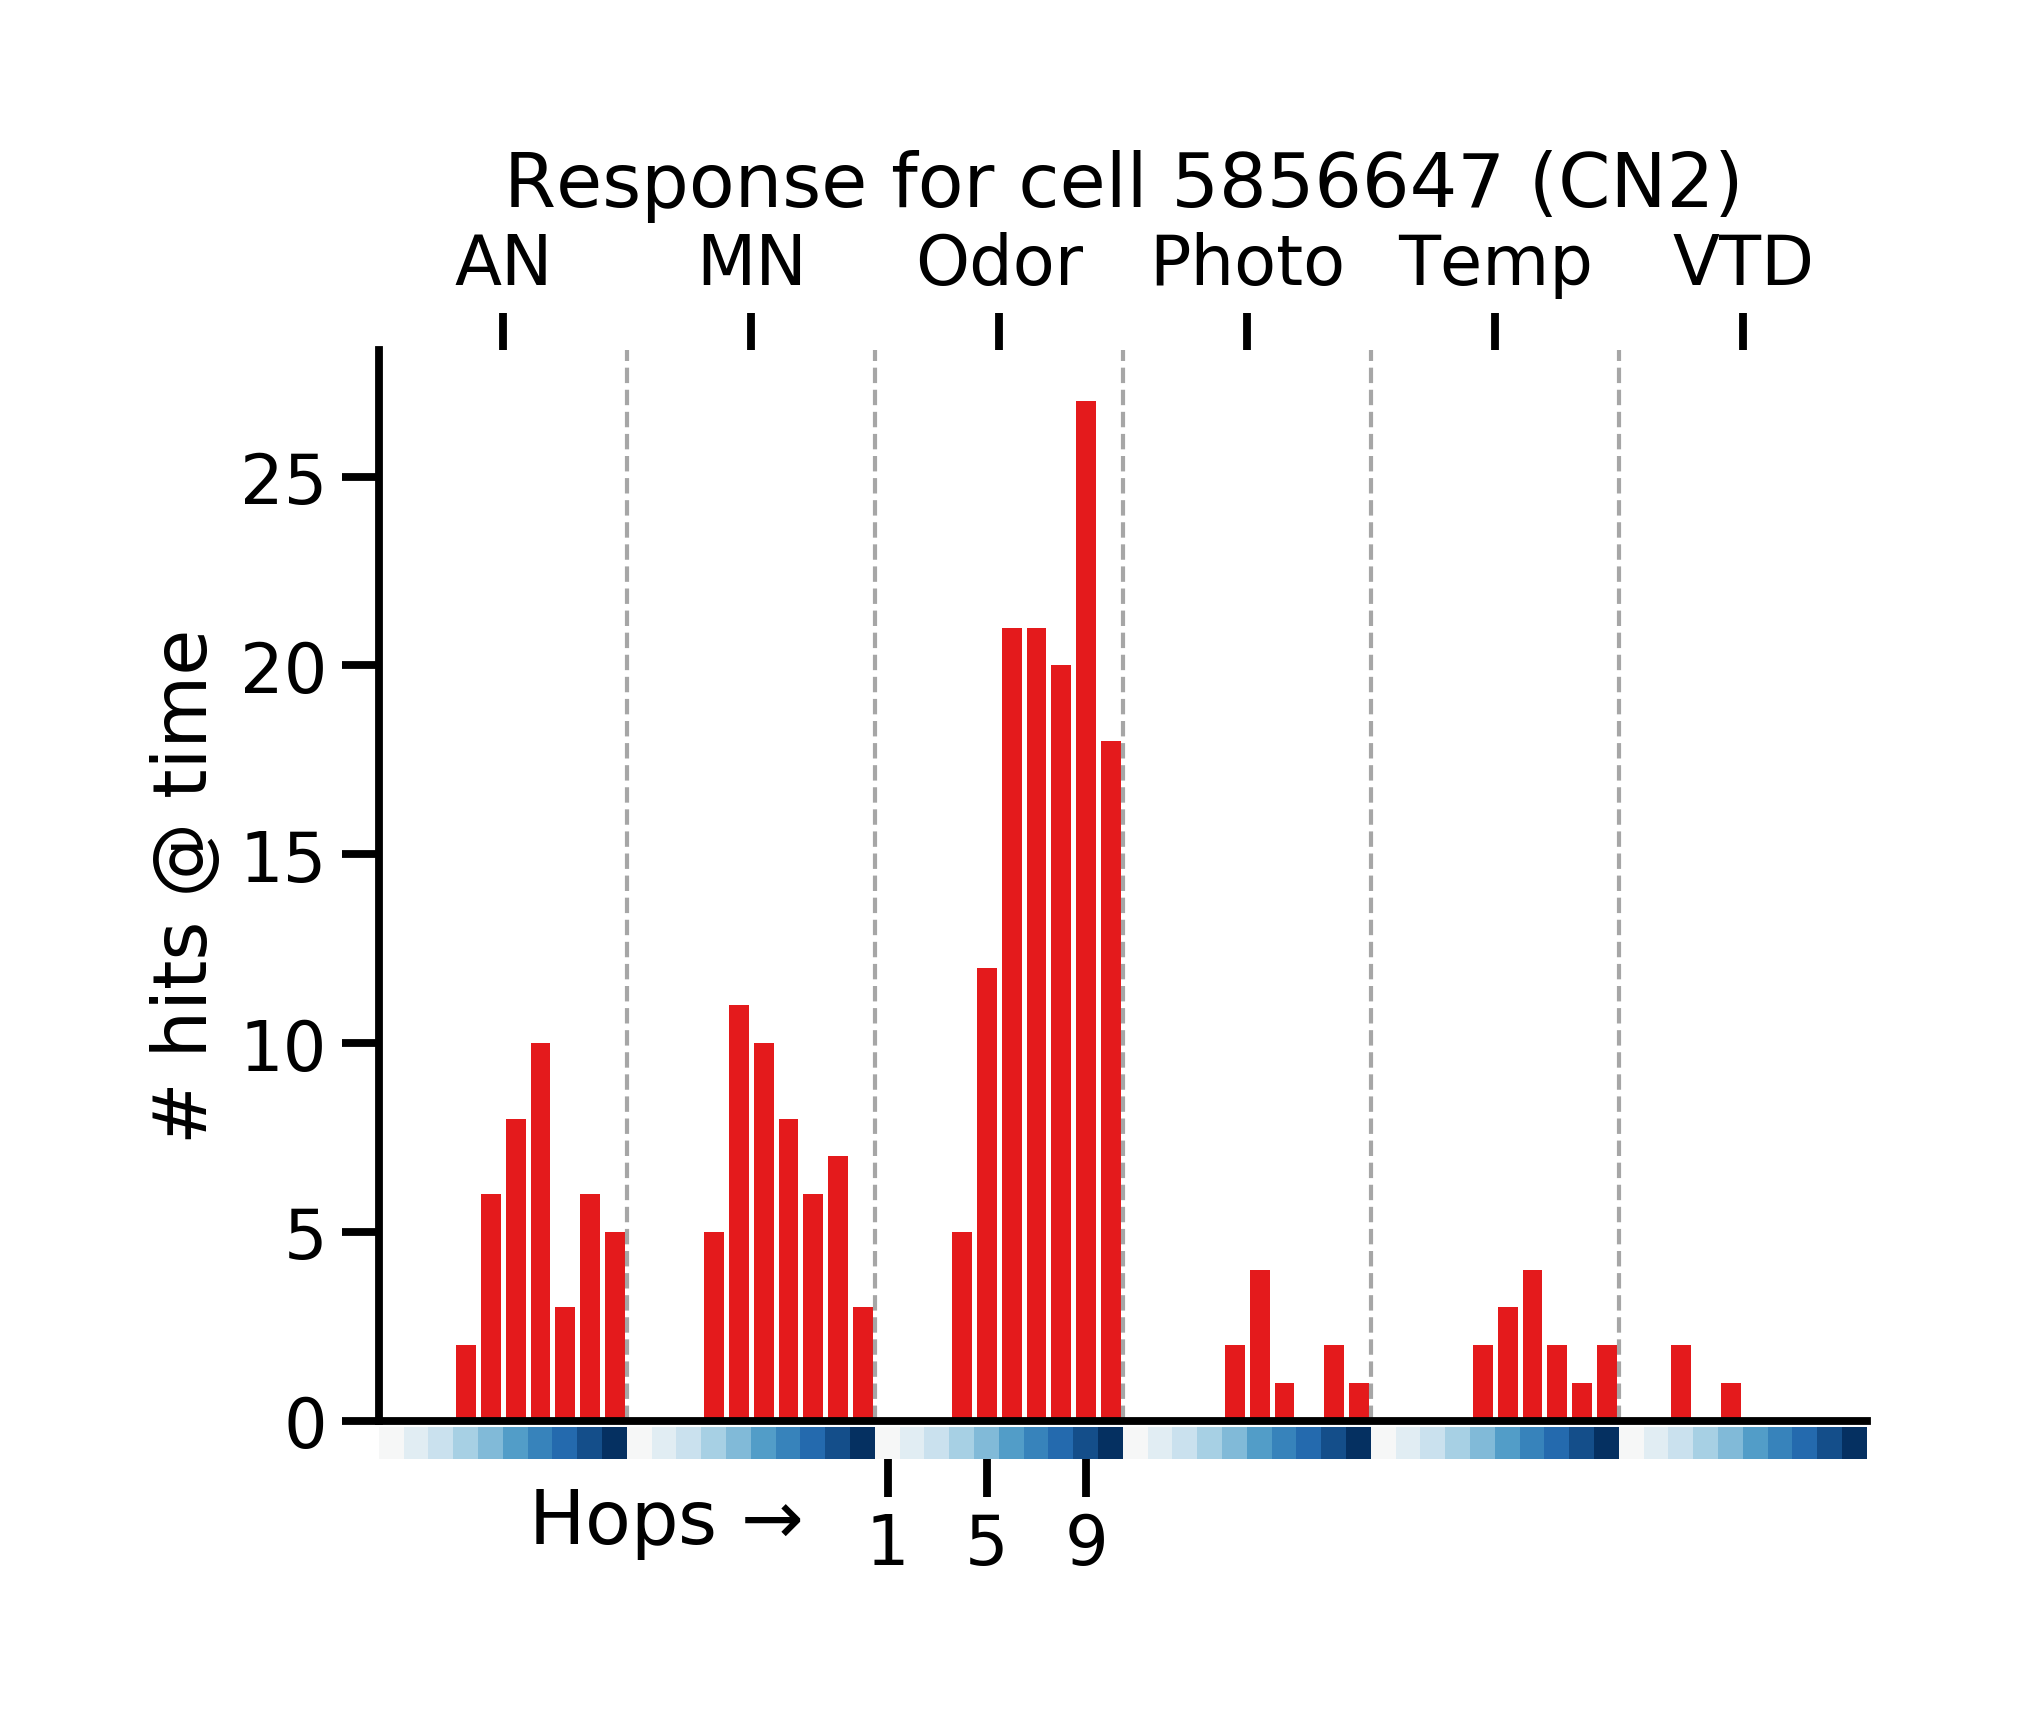 Response for cell 5856647 (CN2)
AN MN Odor Photo Temp VTD
# hits @ time
25
20
15
10
5
0
Hops →
1 5 9